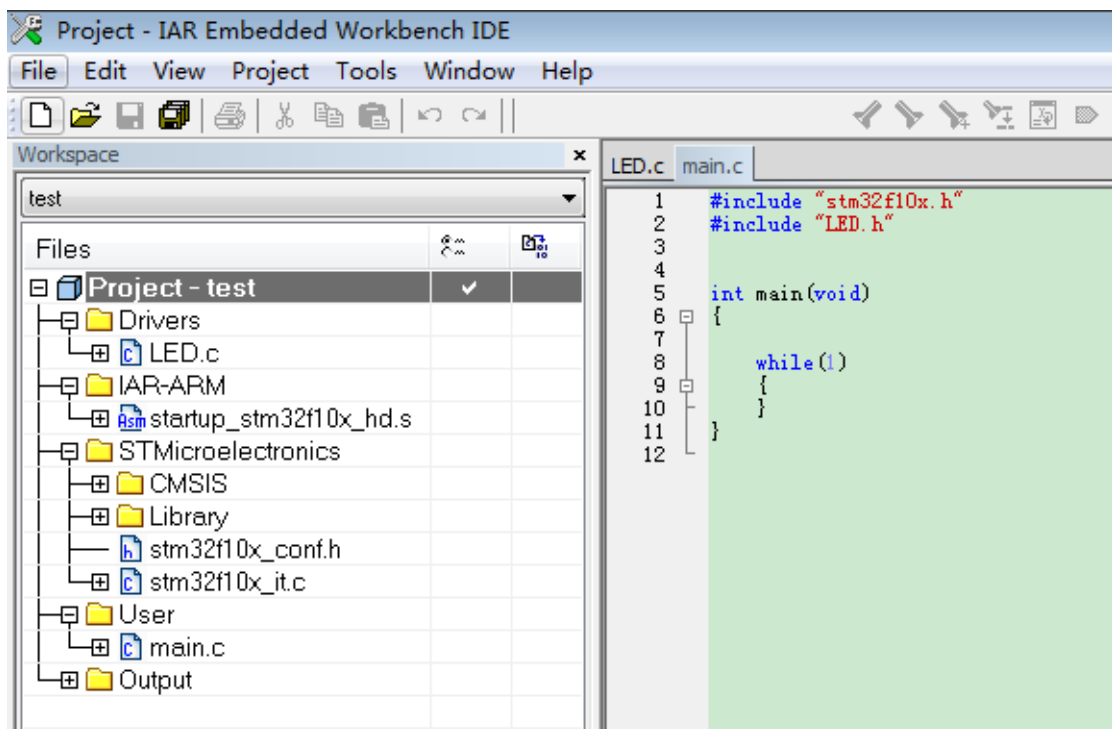 Project - IAR Embedded Workbench IDE
File Edit View Project Tools Window Help
Workspace
test
Files
Project - test
Drivers
LED.c
IAR-ARM
startup_stm32f10x_hd.s
STMicroelectronics
CMSIS
Library
stm32f10x_conf.h
stm32f10x_it.c
User
main.c
Output
LED.c main.c
1 #include "stm32f10x.h"
2 #include "LED.h"
3
4
5 int main(void)
6 {
7
8 while(1)
9 {
10 }
11 }
12